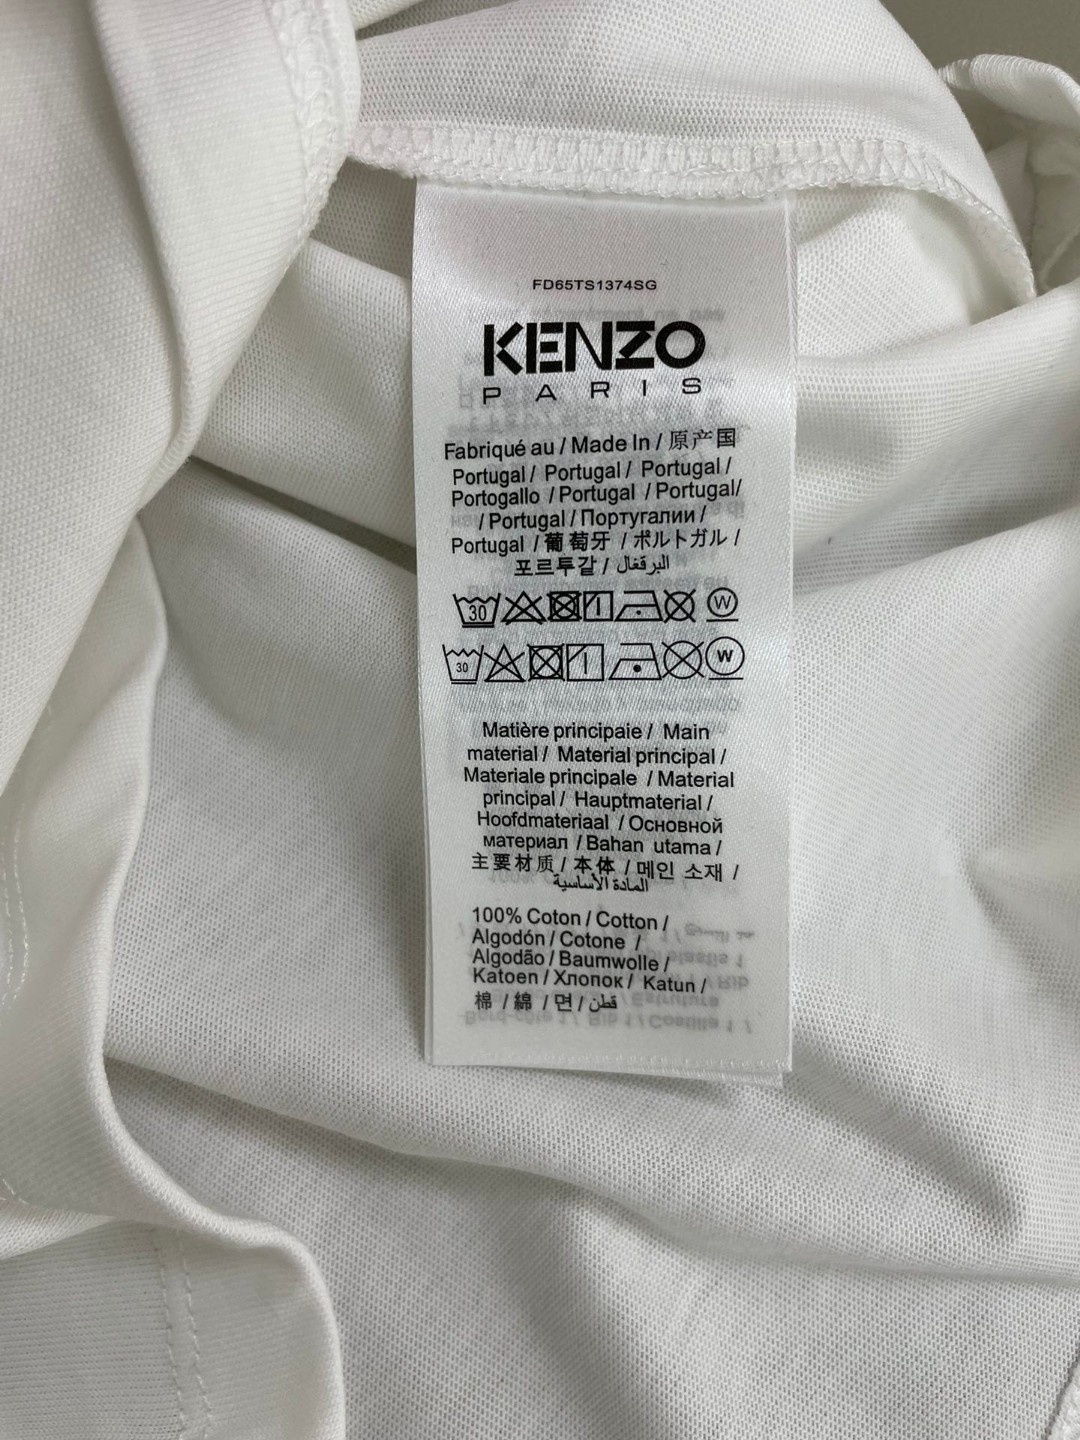 FD65TS1374SG
KENZO
PARIS
Fabriqué au / Made In / 原产国
Portugal / Portugal / Portugal /
Portogallo / Portugal / Portugal/
/ Portugal / Португалии /
Portugal / 葡萄牙 / ポルトガル /
포르투갈 / البرتغال
30 W
30 W
Matière principaie / Main
material / Material principal /
Materiale principale / Material
principal / Hauptmaterial /
Hoofdmateriaal / Основной
материал / Bahan utama /
主要材质 / 本体 / 메인 소재 /
المادة الأساسية
100% Coton / Cotton /
Algodón / Cotone /
Algodão / Baumwolle /
Katoen / Хлопок / Katun /
棉 / 綿 / 면 / قطن